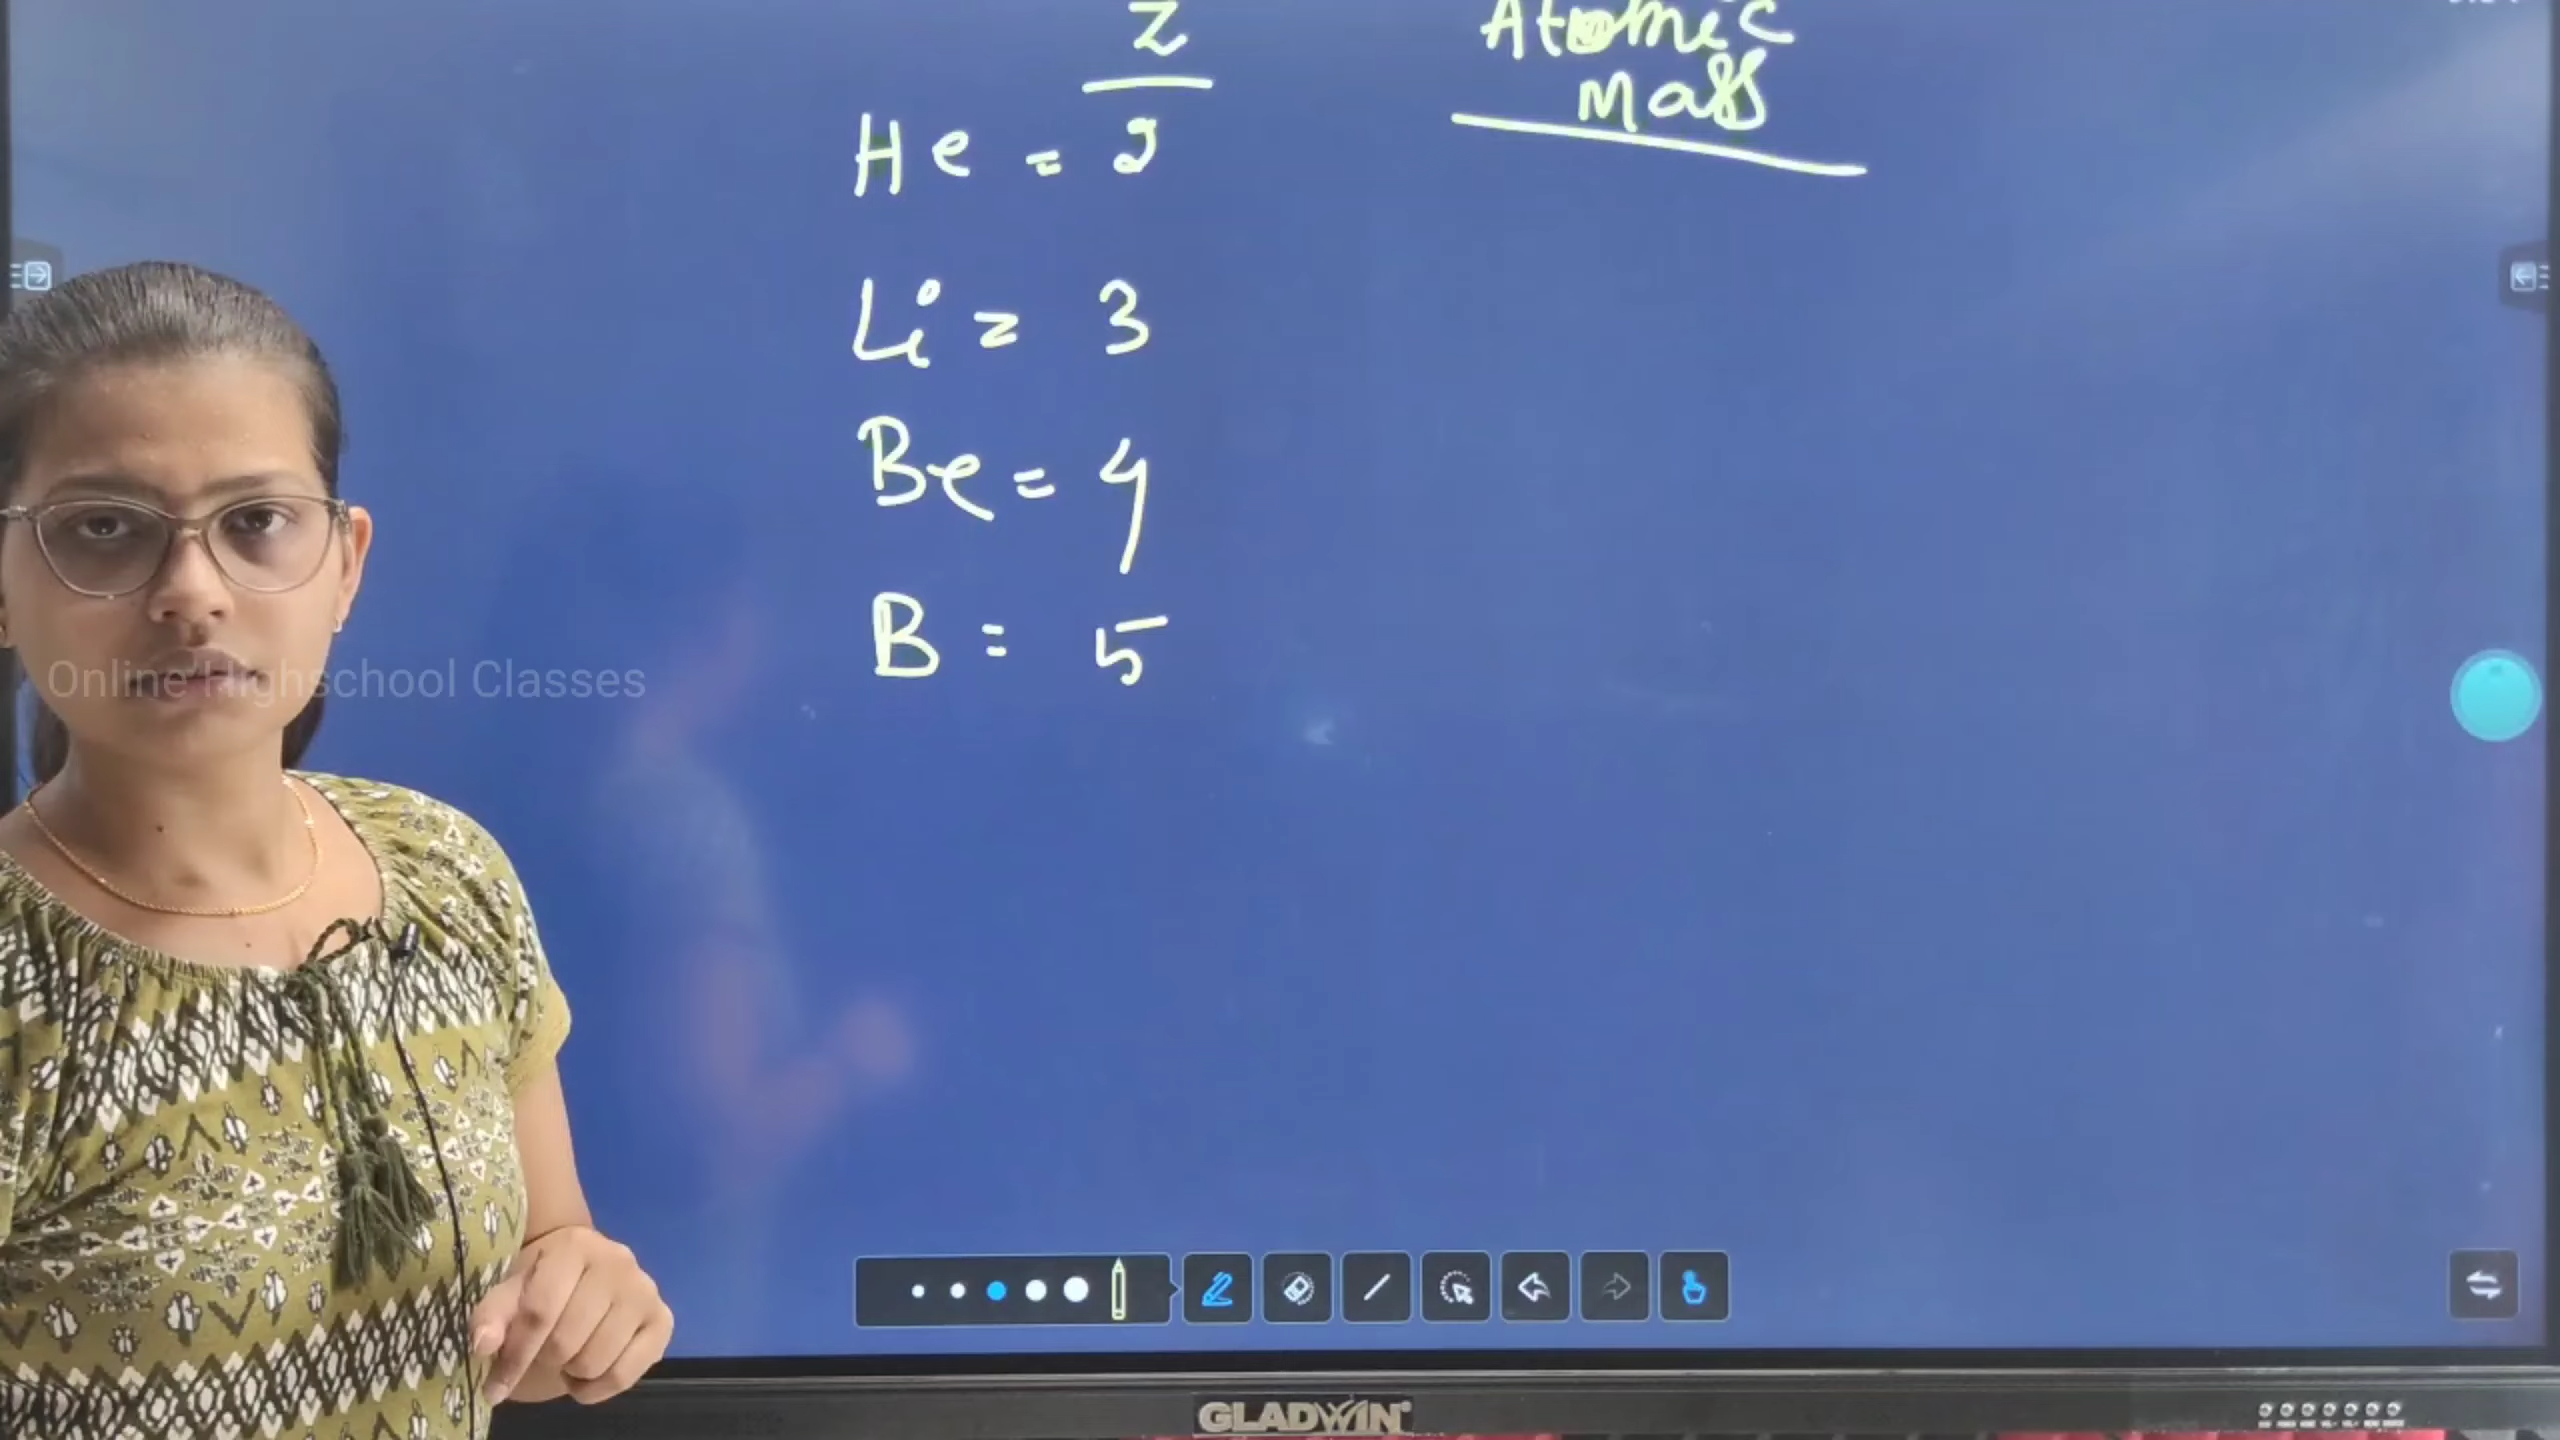 Z
Atomic
Mass
He = 2
Li = 3
Be = 4
B = 5
Online Highschool Classes
GLADWIN